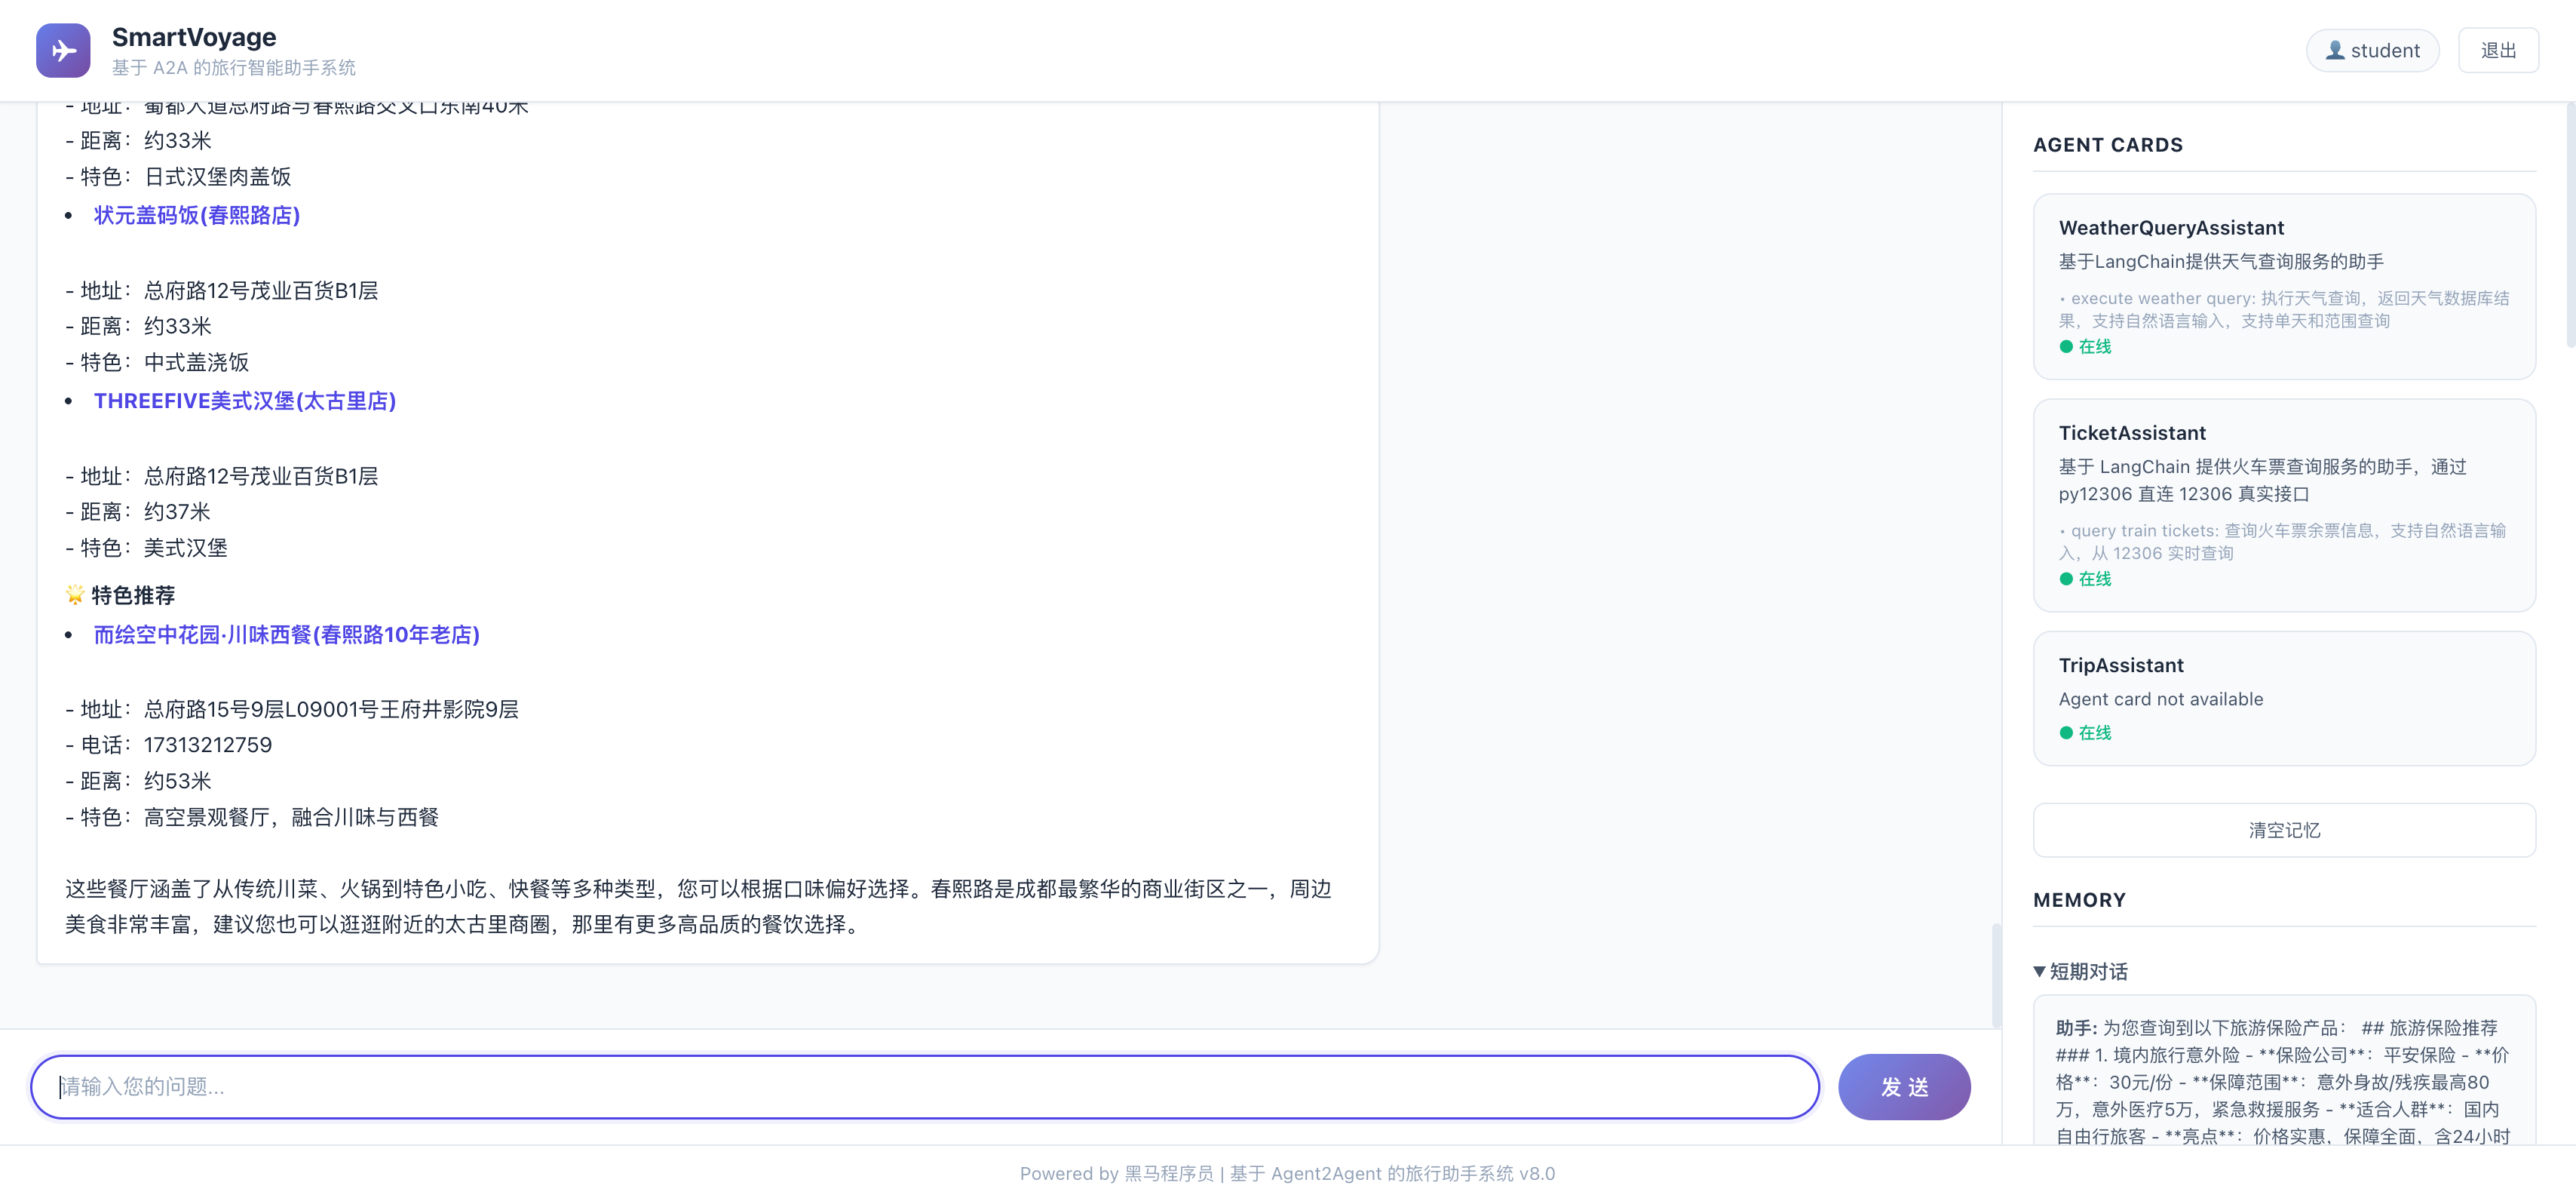 SmartVoyage
基于 A2A 的旅行智能助手系统
student
退出
- 地址：蜀都大道总府路与春熙路交叉口东南40米
- 距离：约33米
- 特色：日式汉堡肉盖饭
• 状元盖码饭(春熙路店)
- 地址：总府路12号茂业百货B1层
- 距离：约33米
- 特色：中式盖浇饭
• THREEFIVE美式汉堡(太古里店)
- 地址：总府路12号茂业百货B1层
- 距离：约37米
- 特色：美式汉堡
🌟 特色推荐
• 而绘空中花园·川味西餐(春熙路10年老店)
- 地址：总府路15号9层L09001号王府井影院9层
- 电话：17313212759
- 距离：约53米
- 特色：高空景观餐厅，融合川味与西餐
这些餐厅涵盖了从传统川菜、火锅到特色小吃、快餐等多种类型，您可以根据口味偏好选择。春熙路是成都最繁华的商业街区之一，周边
美食非常丰富，建议您也可以逛逛附近的太古里商圈，那里有更多高品质的餐饮选择。
请输入您的问题...
发 送
AGENT CARDS
WeatherQueryAssistant
基于LangChain提供天气查询服务的助手
• execute weather query: 执行天气查询，返回天气数据库结
果，支持自然语言输入，支持单天和范围查询
在线
TicketAssistant
基于 LangChain 提供火车票查询服务的助手，通过
py12306 直连 12306 真实接口
• query train tickets: 查询火车票余票信息，支持自然语言输
入，从 12306 实时查询
在线
TripAssistant
Agent card not available
在线
清空记忆
MEMORY
▼ 短期对话
助手: 为您查询到以下旅游保险产品： ## 旅游保险推荐
### 1. 境内旅行意外险 - **保险公司**：平安保险 - **价
格**：30元/份 - **保障范围**：意外身故/残疾最高80
万，意外医疗5万，紧急救援服务 - **适合人群**：国内
自由行旅客 - **亮点**：价格实惠，保障全面，含24小时
Powered by 黑马程序员 | 基于 Agent2Agent 的旅行助手系统 v8.0